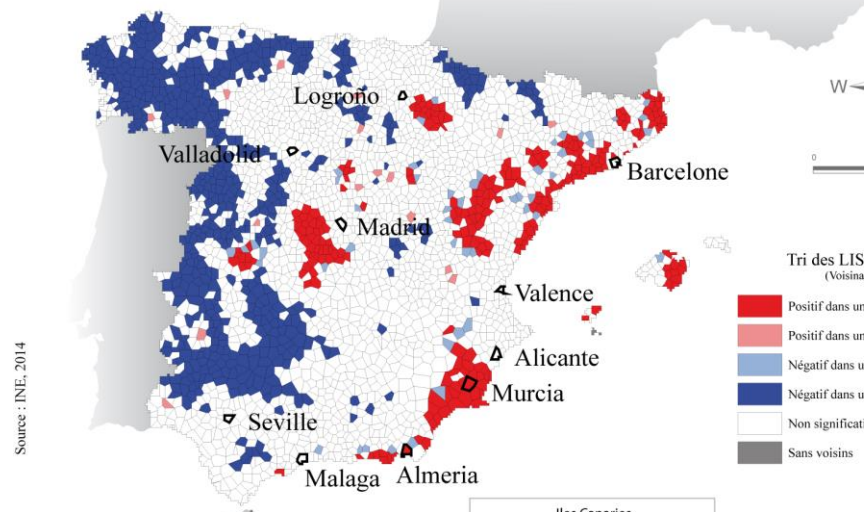 W
Logroño
Valladolid
Barcelone
0
Madrid
Tri des LIS
(Voisina
Valence
Positif dans un
Positif dans un
Alicante
Négatif dans u
Murcia
Négatif dans u
Seville
Non significati
Malaga
Almeria
Sans voisins
Source : INE, 2014
Iles Canaries